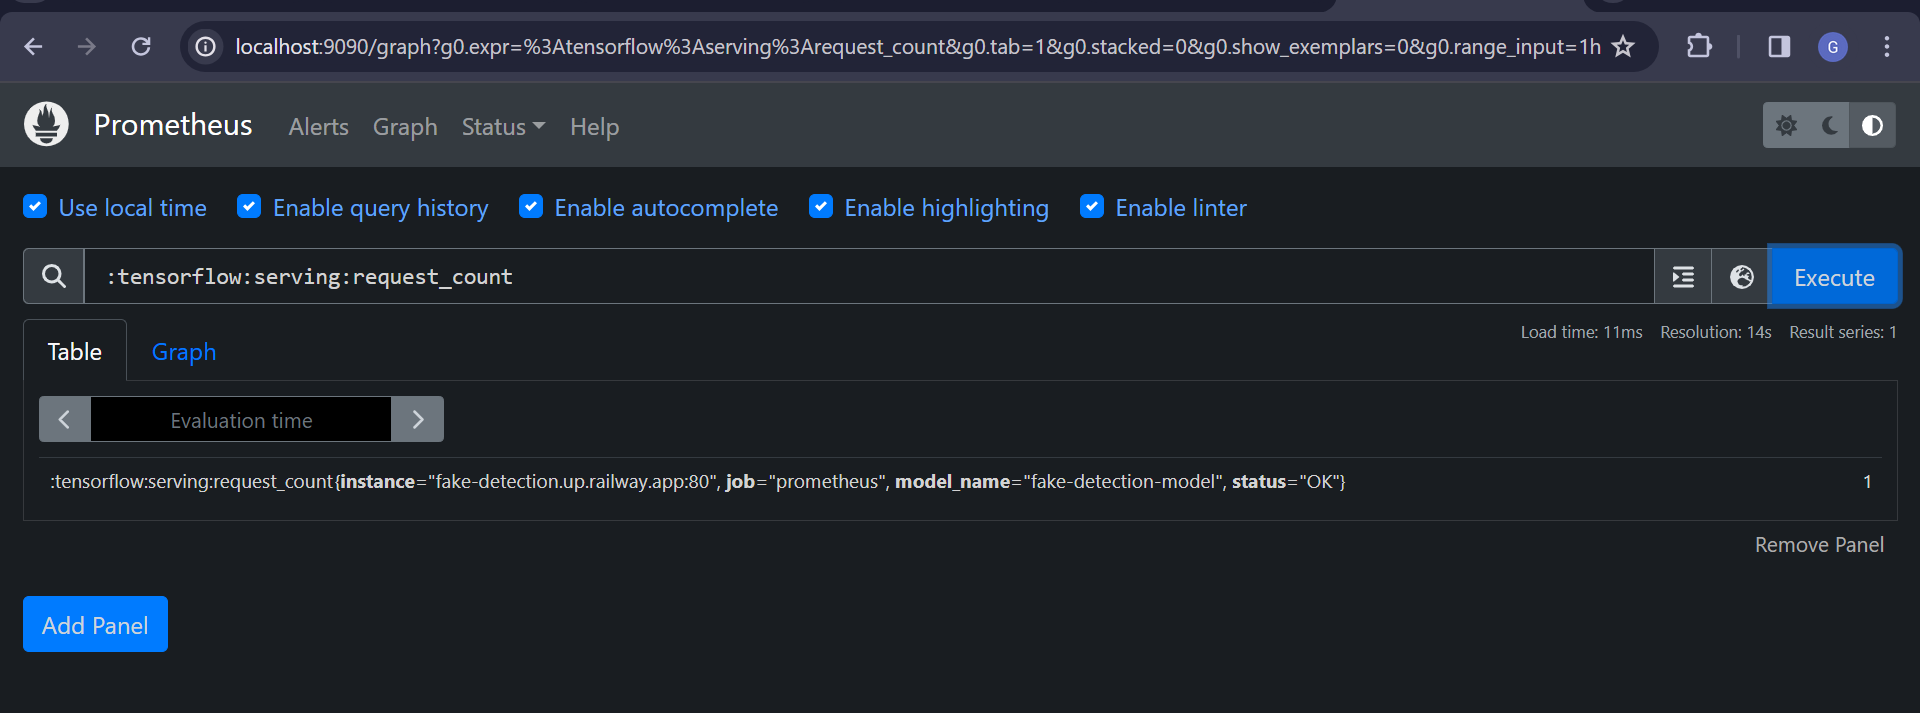 localhost:9090/graph?g0.expr=%3Atensorflow%3Aserving%3Arequest_count&g0.tab=1&g0.stacked=0&g0.show_exemplars=0&g0.range_input=1h
G
Prometheus Alerts Graph Status Help
Use local time Enable query history Enable autocomplete Enable highlighting Enable linter
:tensorflow:serving:request_count Execute
Load time: 11ms Resolution: 14s Result series: 1
Table Graph
Evaluation time
:tensorflow:serving:request_count{instance="fake-detection.up.railway.app:80", job="prometheus", model_name="fake-detection-model", status="OK"} 1
Remove Panel
Add Panel